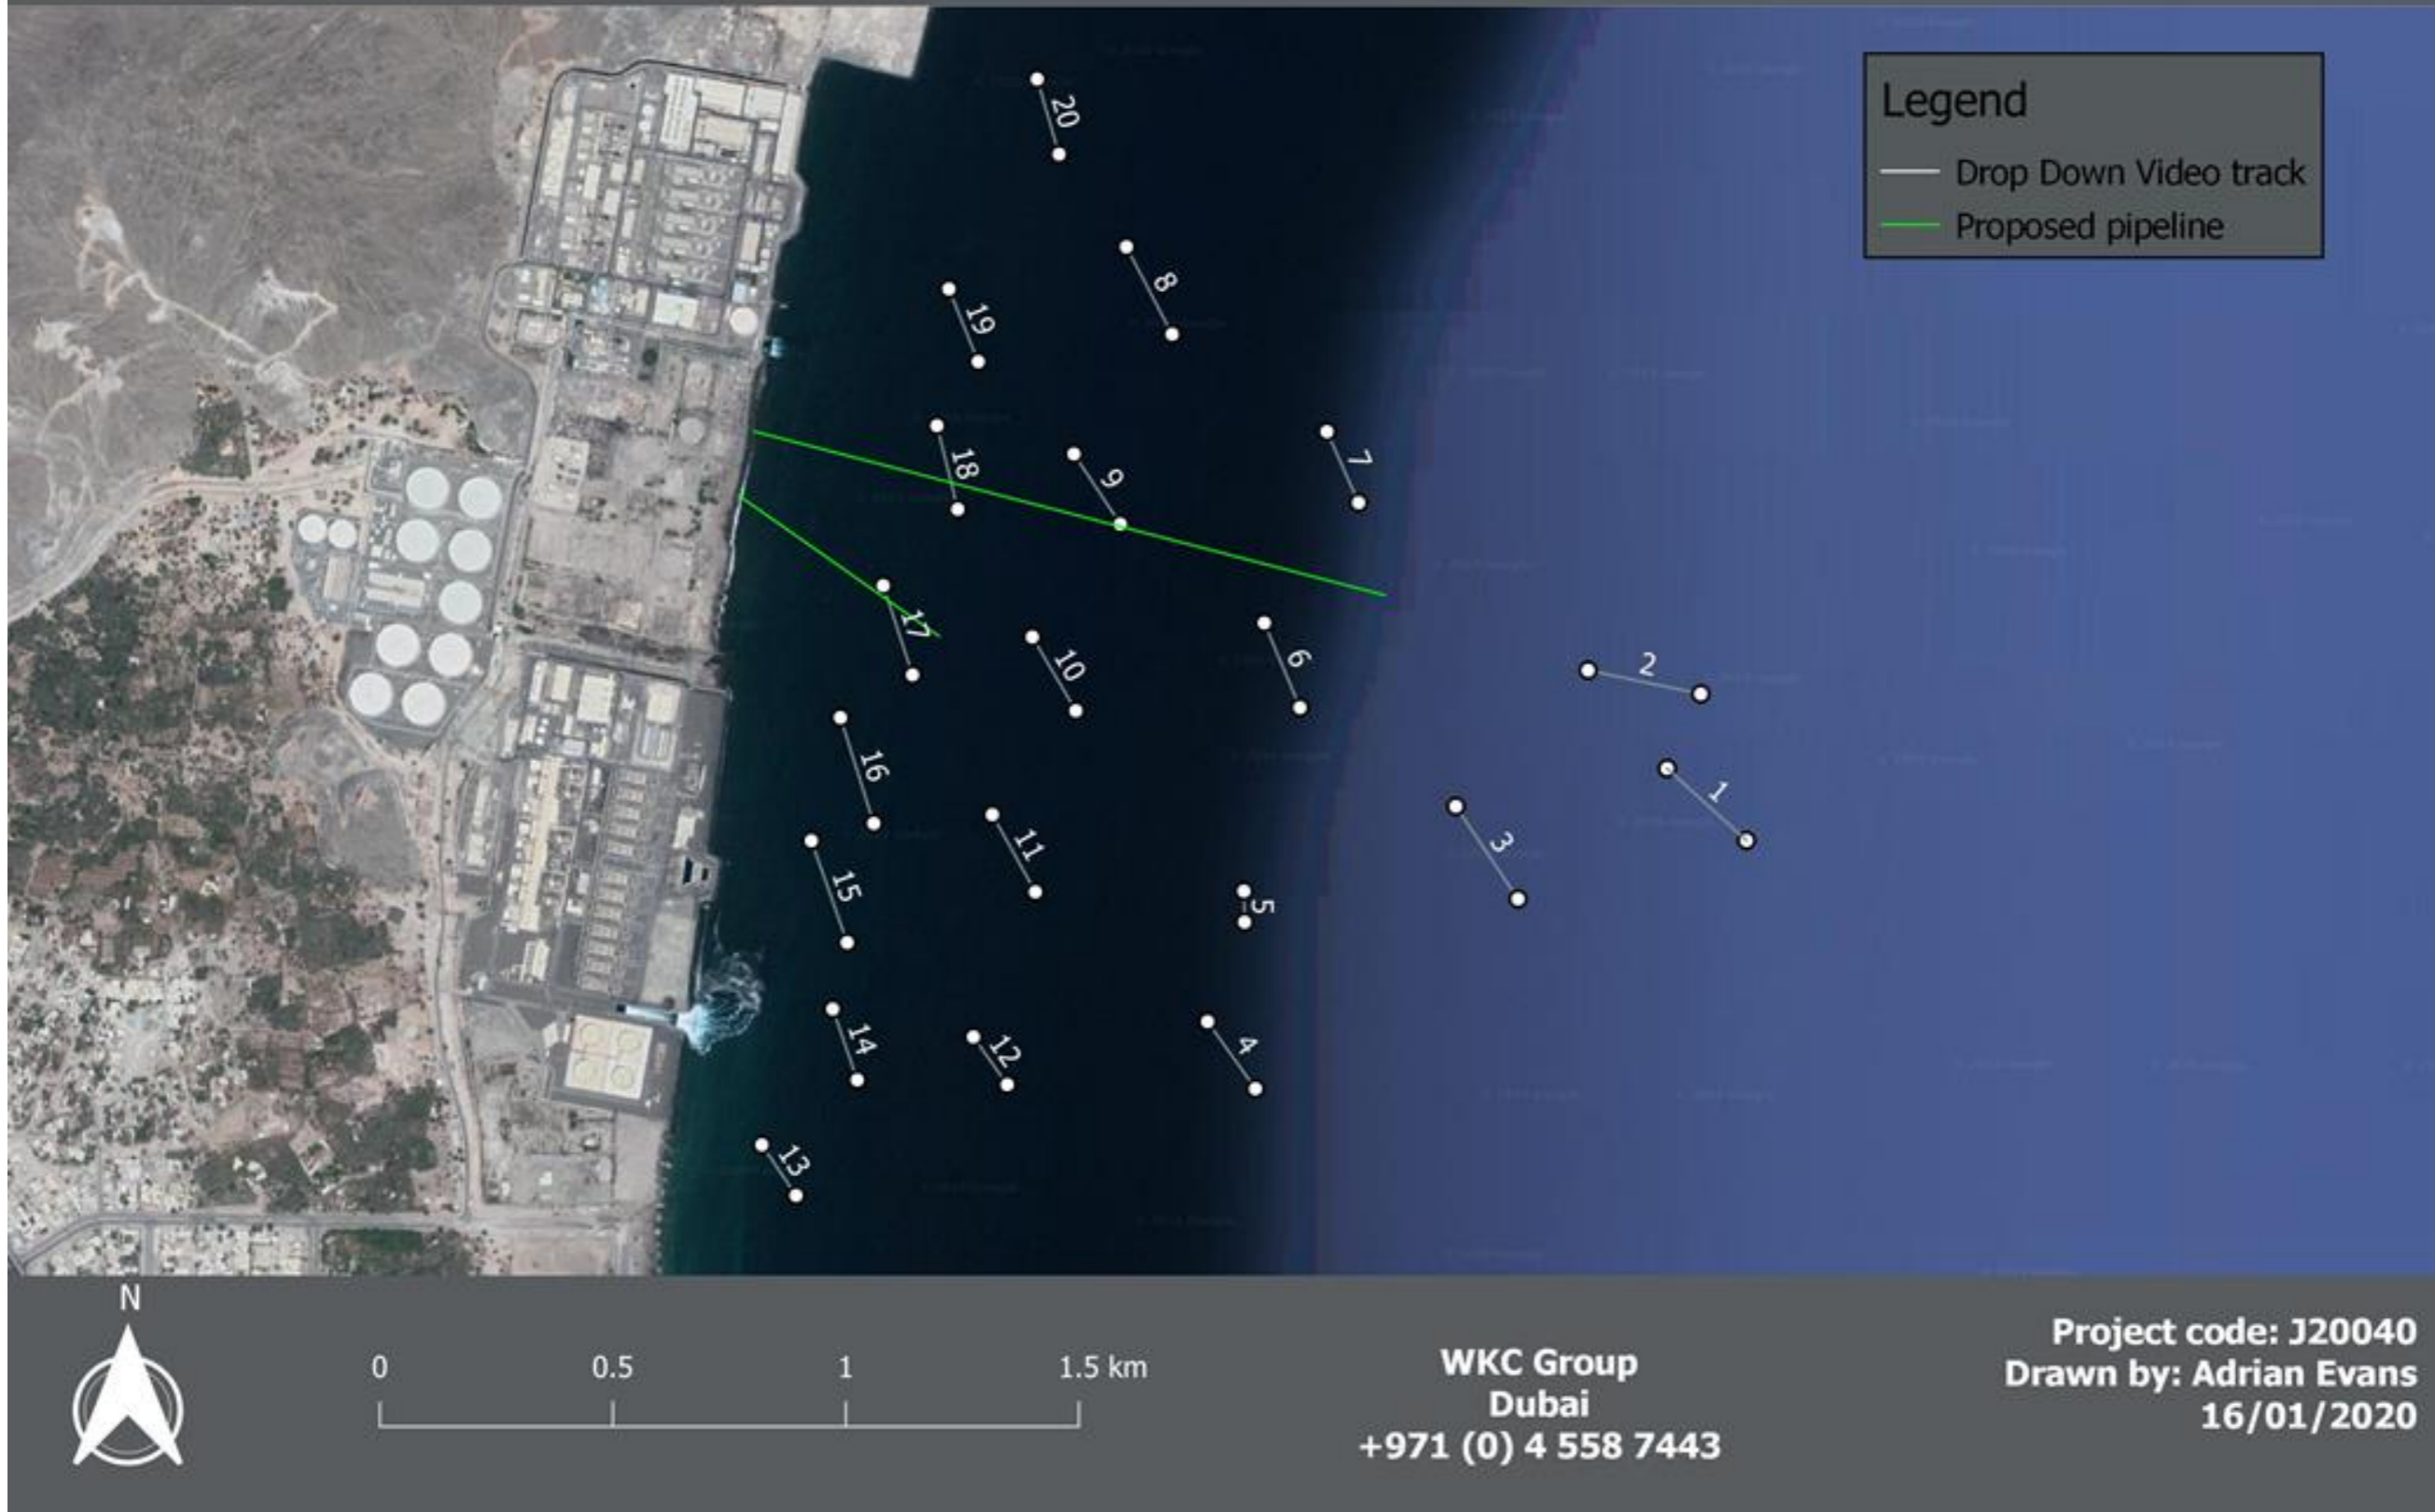 Legend
Drop Down Video track
Proposed pipeline
20
8
19
7
18
9
17
10
6
2
16
1
11
3
15
5
14
12
4
13
N
0 0.5 1 1.5 km
WKC Group
Dubai
+971 (0) 4 558 7443
Project code: J20040
Drawn by: Adrian Evans
16/01/2020